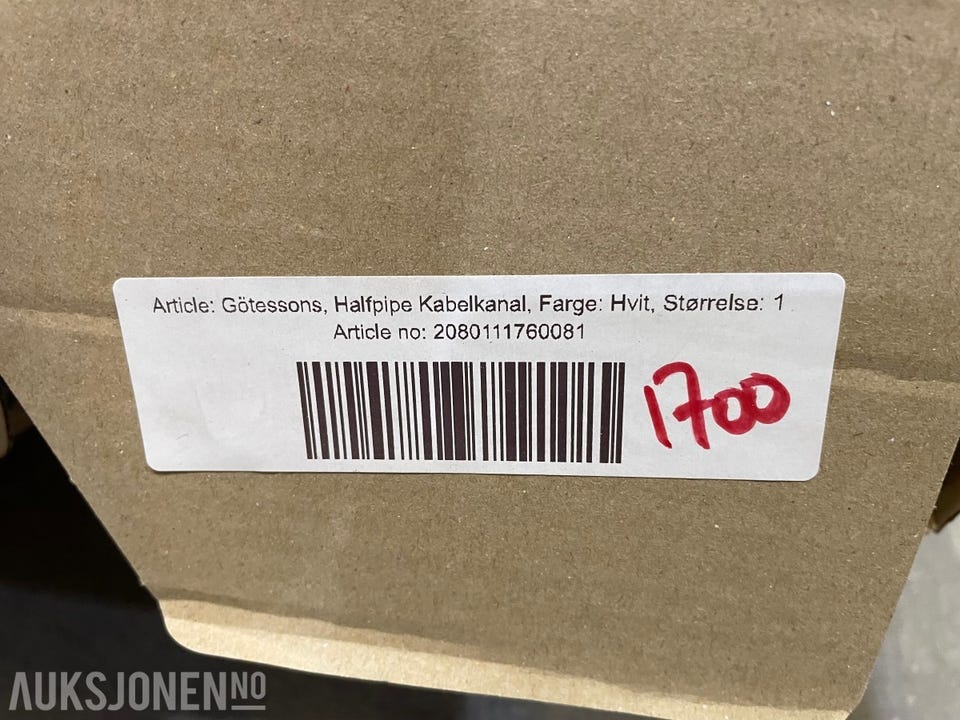 Article: Götessons, Halfpipe Kabelkanal, Farge: Hvit, Størrelse: 1
Article no: 2080111760081
1700
AUKSJONEN NO